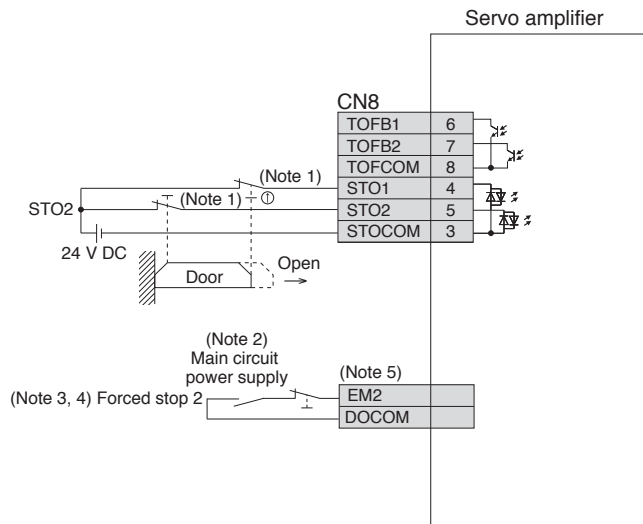 Servo amplifier
CN8
TOFB1 6
TOFB2 7
TOFCOM 8
(Note 1)
STO1 4
STO2
(Note 1)
STO2 5
STOCOM 3
24 V DC
Open
Door
(Note 2)
Main circuit
power supply
(Note 5)
(Note 3, 4) Forced stop 2
EM2
DOCOM